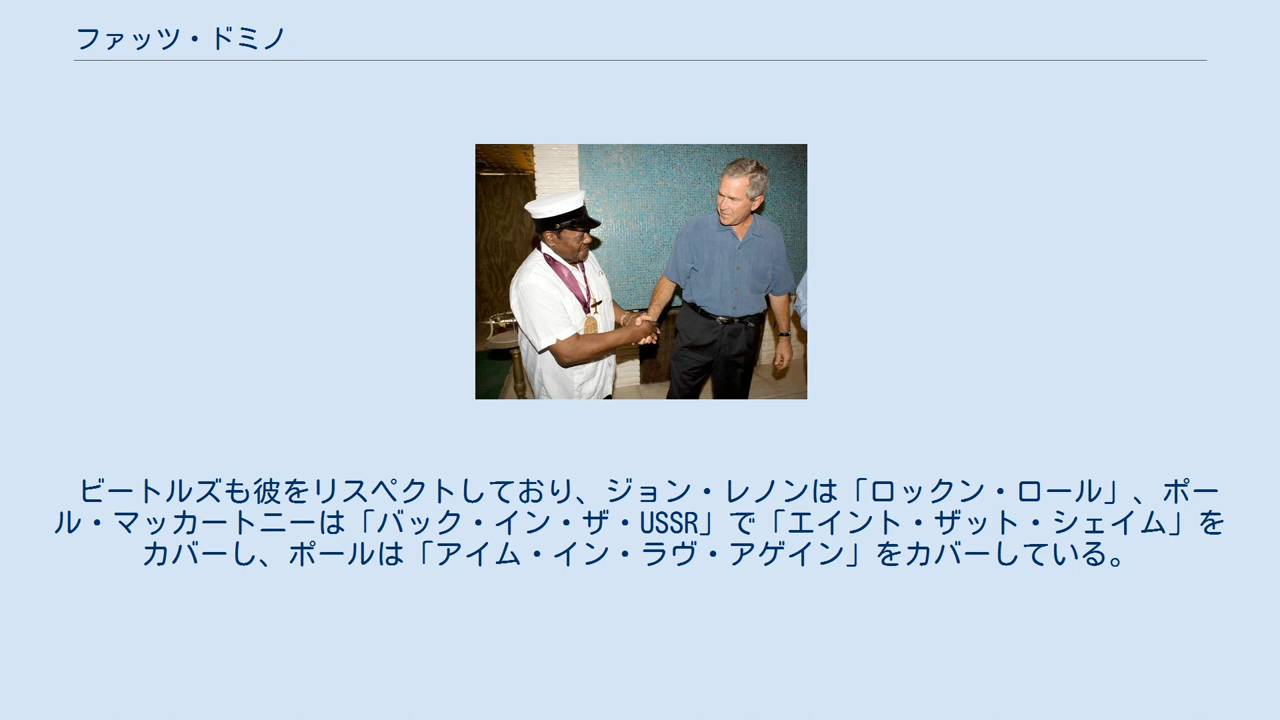 ファッツ・ドミノ
ビートルズも彼をリスペクトしており、ジョン・レノンは「ロックン・ロール」、ポー
ル・マッカートニーは「バック・イン・ザ・USSR」で「エイント・ザット・シェイム」を
カバーし、ポールは「アイム・イン・ラヴ・アゲイン」をカバーしている。